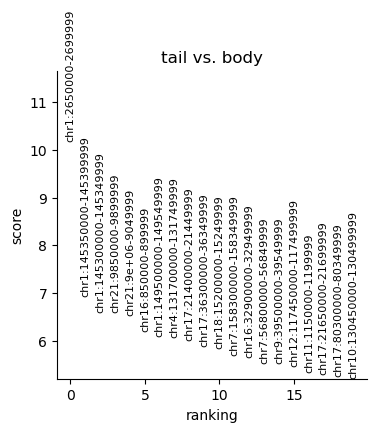 tail vs. body
score
11
10
9
8
7
6
chr1:2650000-2699999
chr1:145350000-145399999
chr1:145300000-145349999
chr21:9850000-9899999
chr21:9e+06-9049999
chr16:850000-899999
chr1:149500000-149549999
chr4:131700000-131749999
chr17:21400000-21449999
chr17:36300000-36349999
chr18:15200000-15249999
chr7:158300000-158349999
chr16:32900000-32949999
chr7:56800000-56849999
chr9:39500000-39549999
chr12:117450000-117499999
chr11:1150000-1199999
chr17:21650000-21699999
chr17:80300000-80349999
chr10:130450000-130499999
0
5
10
15
ranking